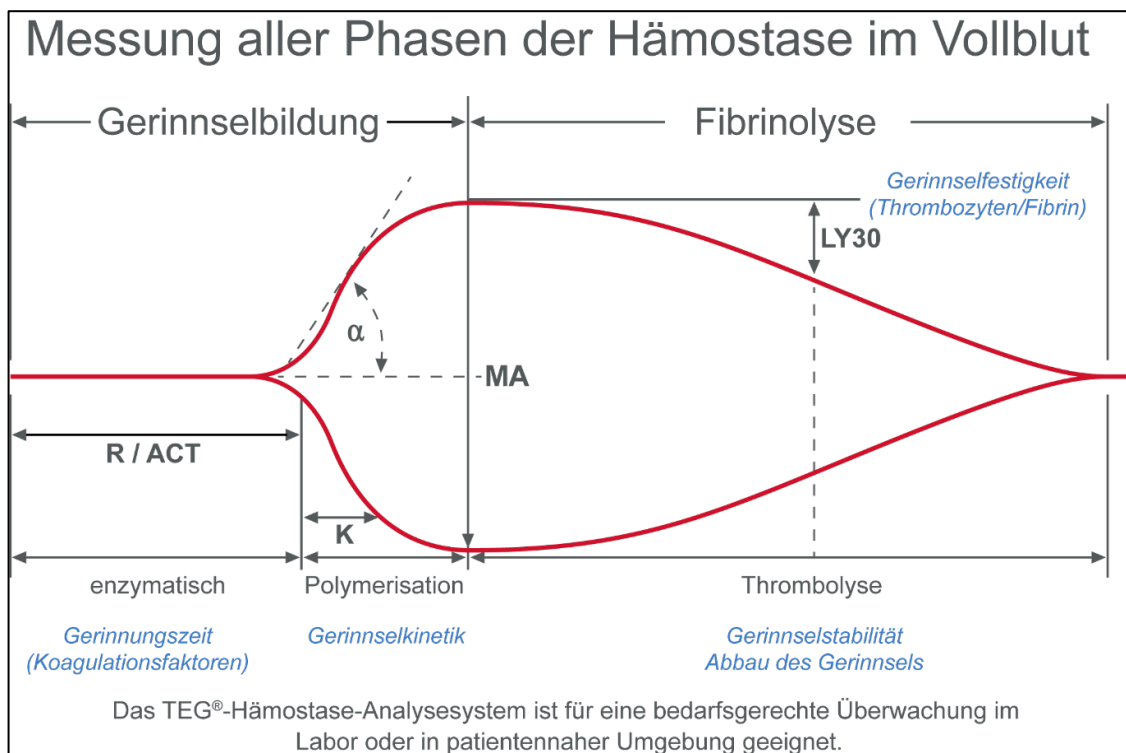 Messung aller Phasen der Hämostase im Vollblut
Gerinnselbildung
Fibrinolyse
Gerinnselfestigkeit
(Thrombozyten/Fibrin)
LY30
α
MA
R / ACT
K
enzymatisch
Polymerisation
Thrombolyse
Gerinnungszeit
(Koagulationsfaktoren)
Gerinnselkinetik
Gerinnselstabilität
Abbau des Gerinnsels
Das TEG®-Hämostase-Analysesystem ist für eine bedarfsgerechte Überwachung im
Labor oder in patientennaher Umgebung geeignet.